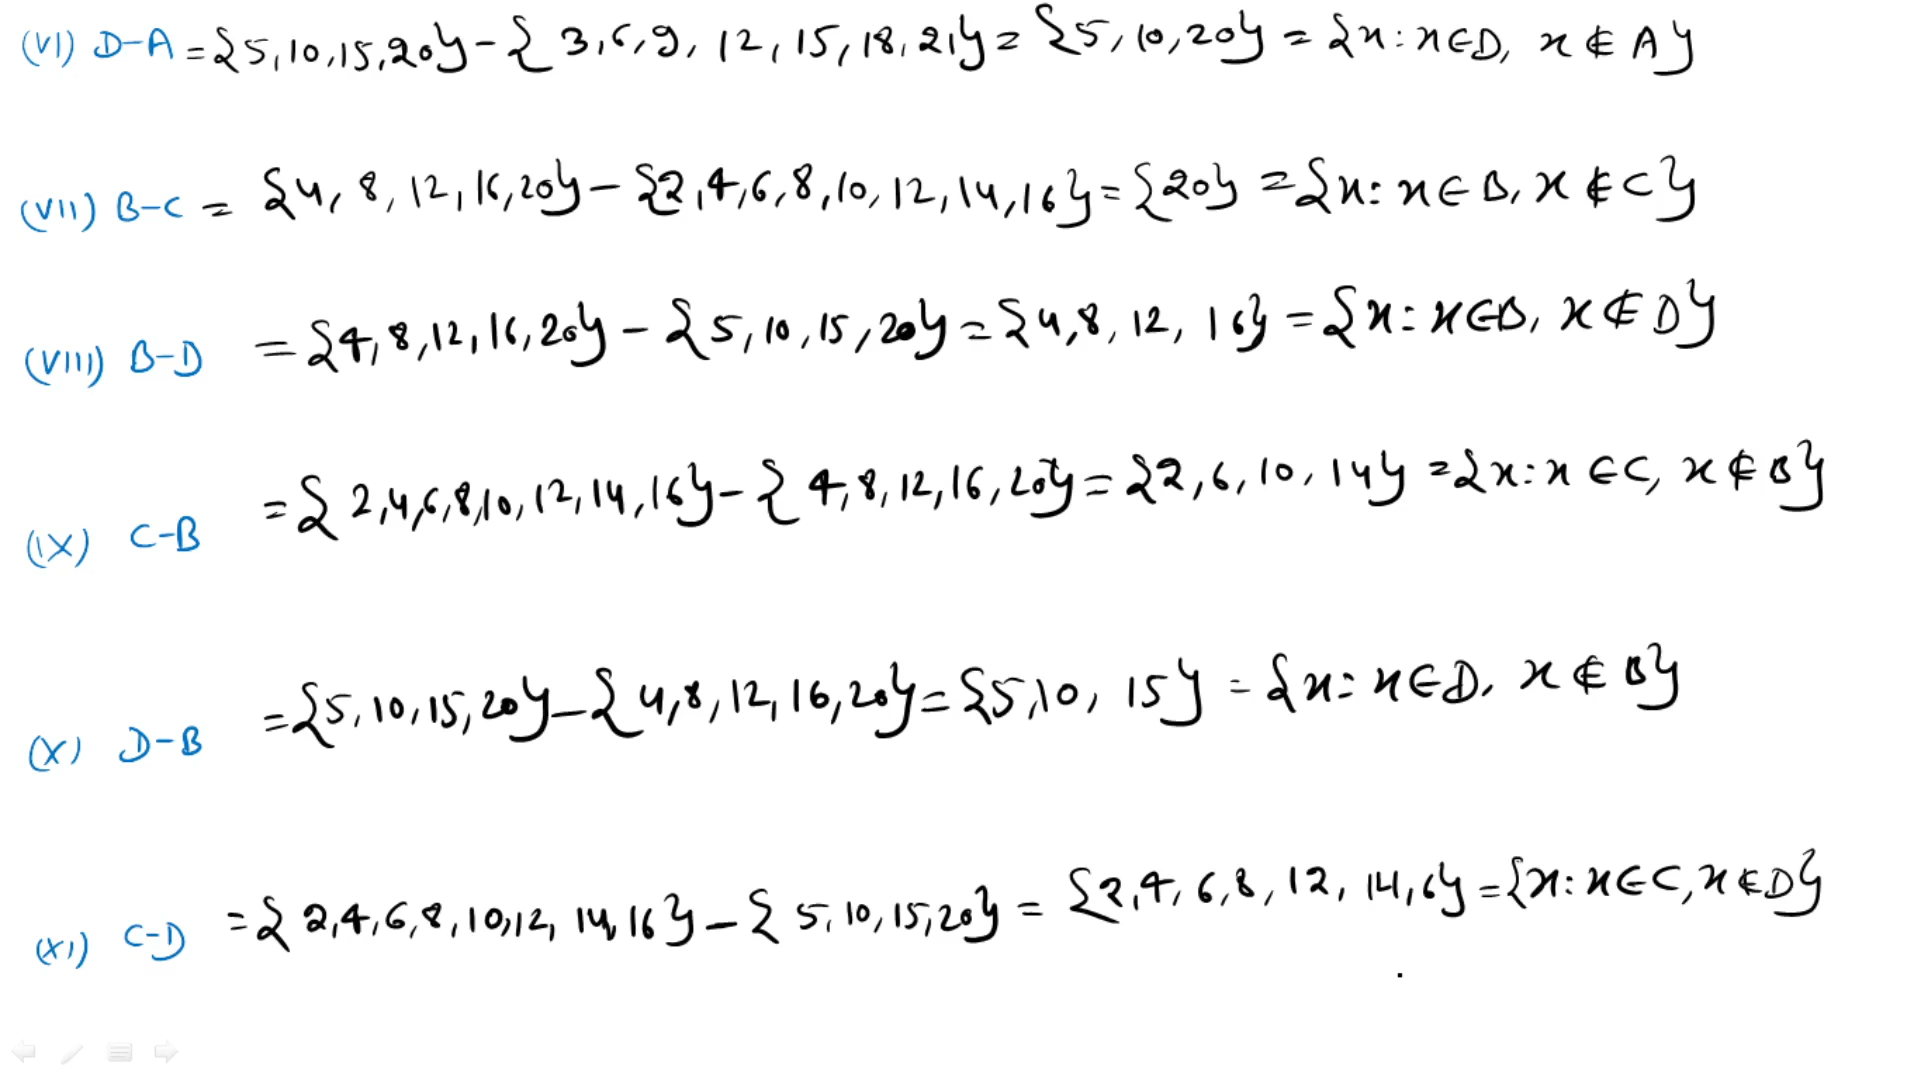 (VI) D-A = {5,10,15,20} - { 3,6,9, 12, 15, 18, 21} = {5, 10, 20} = {x : x∈D, x ∉ A}
(VII) B-C = {4, 8, 12, 16, 20} - {2,4,6,8,10,12,14,16} = {20} = {x: x∈B, x ∉ C}
(VIII) B-D = {4,8,12,16,20} - {5,10,15,20} = {4,8, 12, 16} = {x: x∈B, x ∉ D}
(IX) C-B = { 2,4,6,8,10,12,14,16} - { 4,8,12,16,20} = {2,6,10, 14} = {x: x ∈C, x ∉ B}
(X) D-B = {5,10,15,20} - {4,8,12,16,20} = {5,10, 15} = {x: x∈D, x ∉ B}
(XI) C-D = { 2,4,6,8,10,12, 14,16} - { 5,10,15,20} = {2,4,6,8,12, 14,6} = {x: x∈C, x∉D}